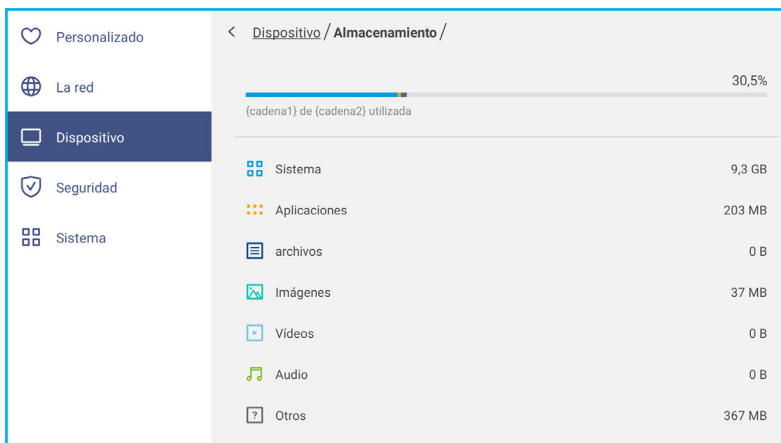 Personalizado
La red
Dispositivo
Seguridad
Sistema
Dispositivo / Almacenamiento /
30,5%
{cadena1} de {cadena2} utilizada
Sistema 9,3 GB
Aplicaciones 203 MB
archivos 0 B
Imágenes 37 MB
Vídeos 0 B
Audio 0 B
Otros 367 MB